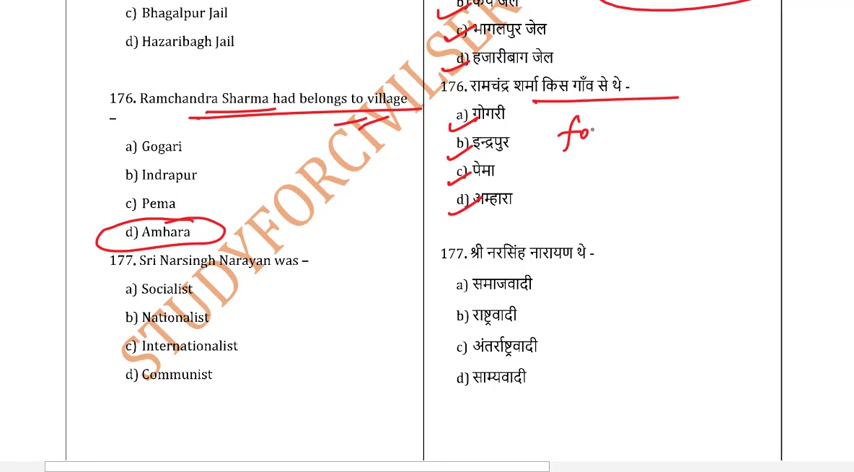 c) Bhagalpur Jail
d) Hazaribagh Jail
176. Ramchandra Sharma had belongs to village
–
a) Gogari
b) Indrapur
c) Pema
d) Amhara
177. Sri Narsingh Narayan was –
a) Socialist
b) Nationalist
c) Internationalist
d) Communist
b) कैंप जेल
c) भागलपुर जेल
d) हजारीबाग जेल
176. रामचंद्र शर्मा किस गाँव से थे -
a) गोगरी
b) इन्द्रपुर
c) पेमा
d) अम्हारा
fo
177. श्री नरसिंह नारायण थे -
a) समाजवादी
b) राष्ट्रवादी
c) अंतर्राष्ट्रवादी
d) साम्यवादी
STUDYFORCIVILSER